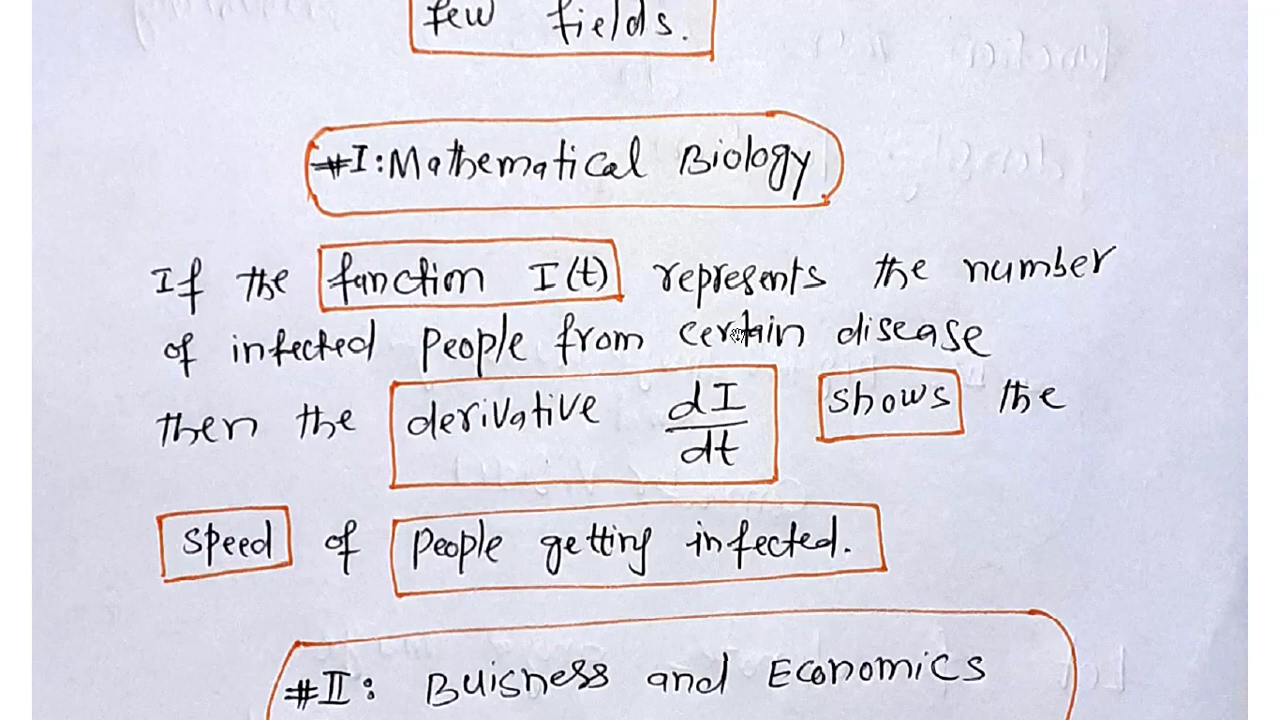 few fields.
#I: Mathematical Biology
If the function I(t) represents the number
of infected people from certain disease
then the derivative dI/dt shows the
speed of people getting infected.
#II: Buisness and Economics